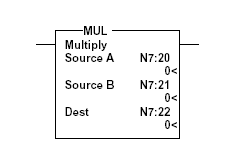 MUL
Multiply
Source A N7:20
0<
Source B N7:21
0<
Dest N7:22
0<